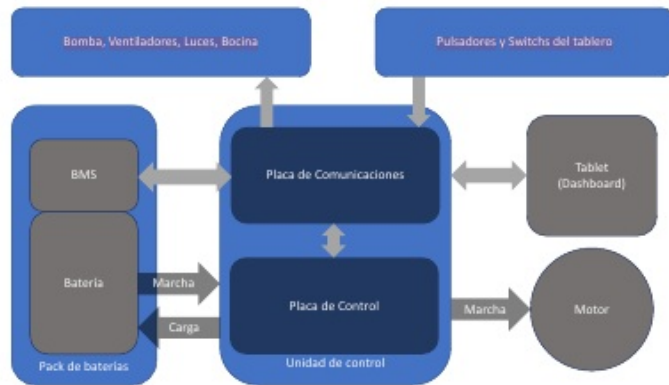 Bomba, Ventiladores, Luces, Bocina
Pulsadores y Switchs del tablero
BMS
Placa de Comunicaciones
Tablet
(Dashboard)
Batería
Marcha
Carga
Placa de Control
Marcha
Motor
Pack de baterías
Unidad de control